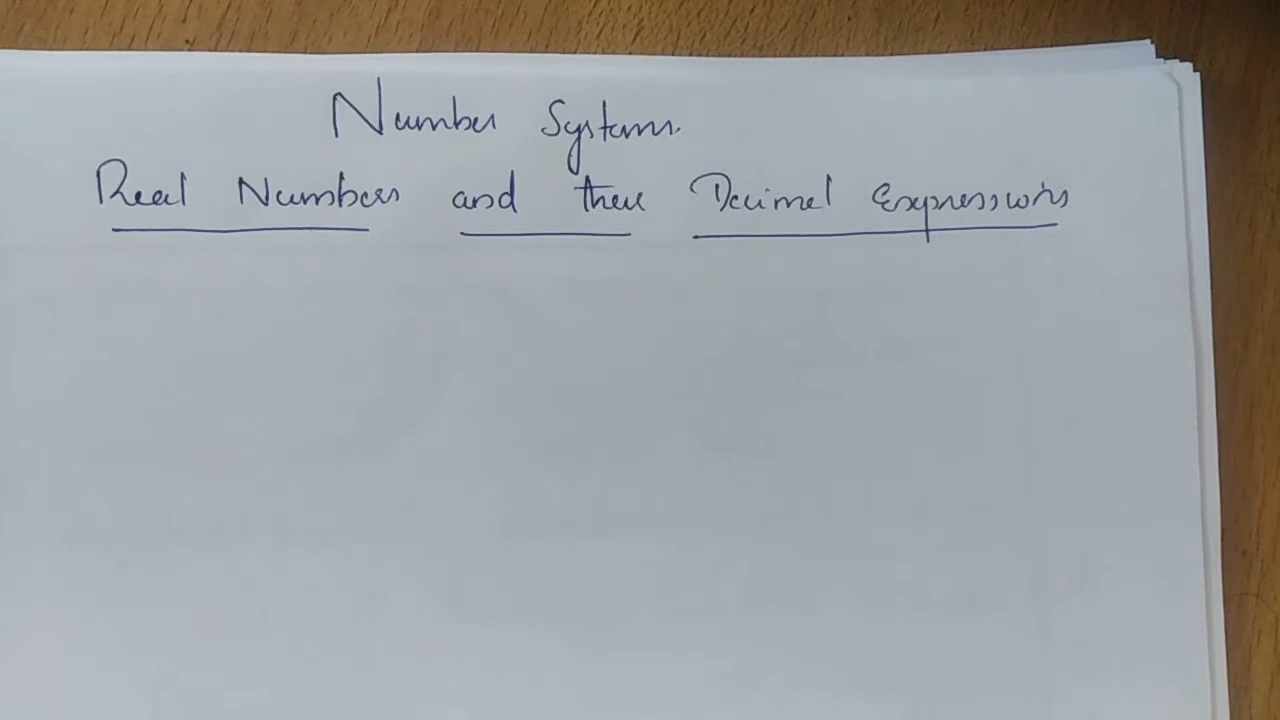 Number Systems.
Real Numbers and their Decimal Expressions